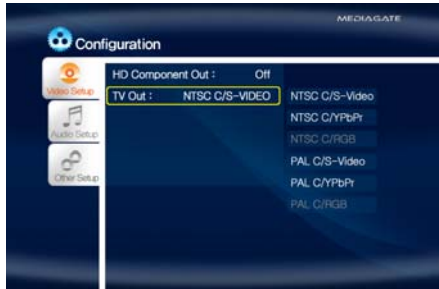 MEDIAGATE
Configuration
Video Setup
Audio Setup
Other Setup
HD Component Out : Off
TV Out : NTSC C/S-VIDEO
NTSC C/S-Video
NTSC C/YPbPr
NTSC C/RGB
PAL C/S-Video
PAL C/YPbPr
PAL C/RGB